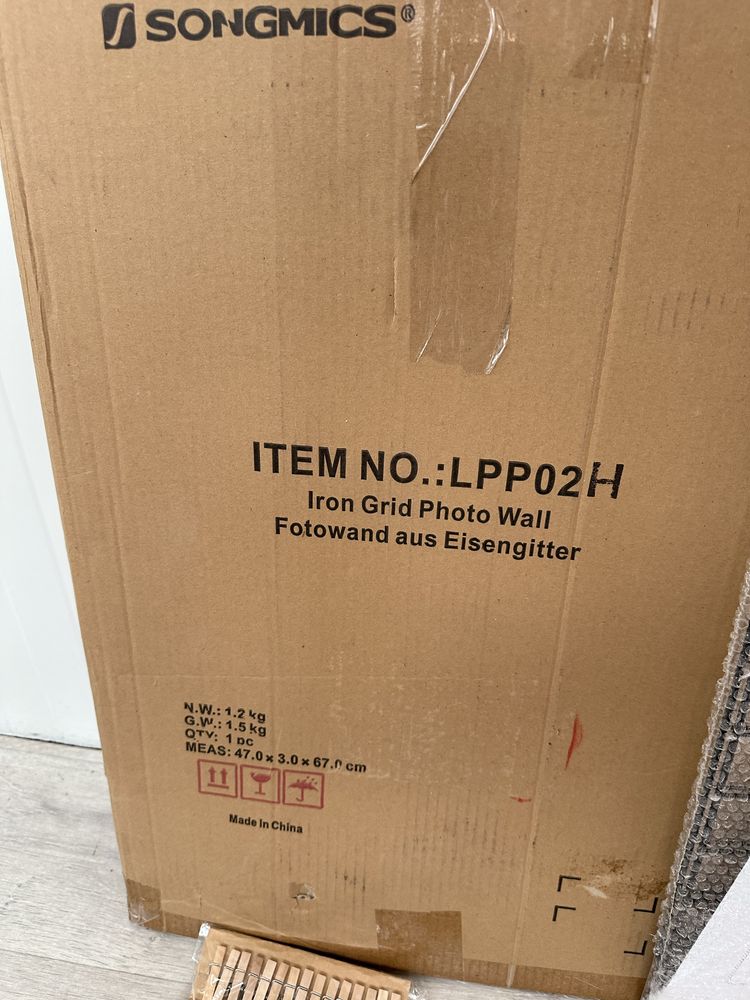 SONGMICS®
ITEM NO.:LPP02H
Iron Grid Photo Wall
Fotowand aus Eisengitter
N.W.: 1.2 kg
G.W.: 1.5 kg
QTY: 1 pc
MEAS: 47.0 x 3.0 x 67.0 cm
Made in China